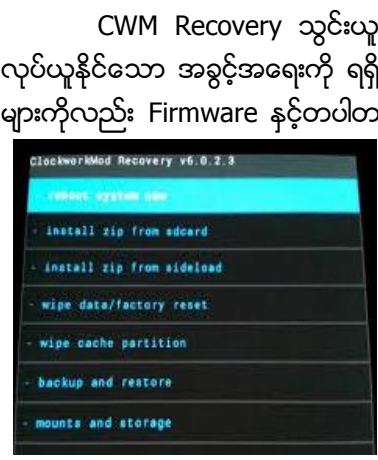 CWM Recovery သွင်းယူ
လုပ်ယူနိုင်သော အခွင့်အရေးကို ရရှိ
များကိုလည်း Firmware နှင့်တပါတ
ClockworkMod Recovery v6.0.2.3
- reboot system now
- install zip from sdcard
- install zip from sideload
- wipe data/factory reset
- wipe cache partition
- backup and restore
- mounts and storage